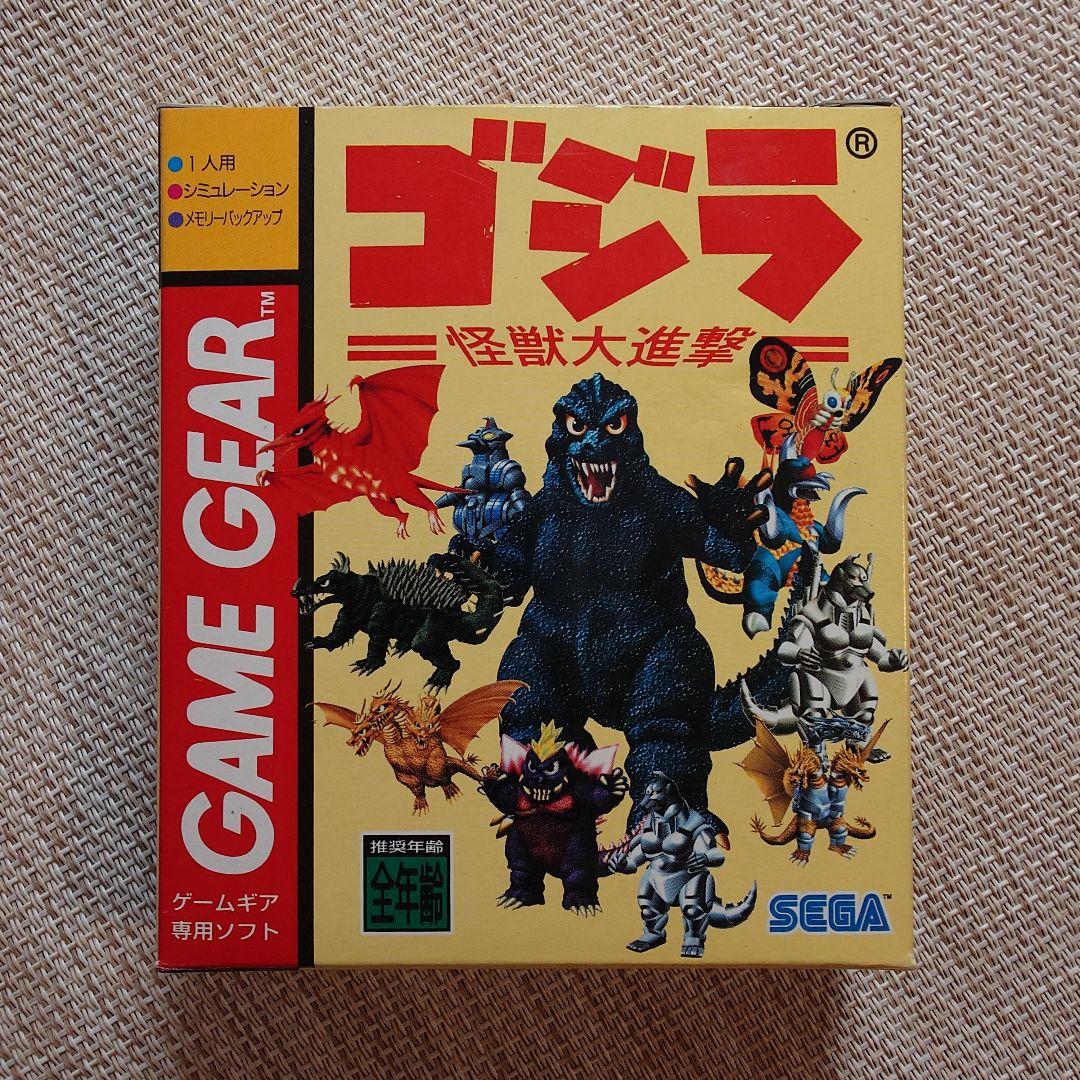 ●1人用
●シミュレーション
●メモリーバックアップ
GAME GEAR™
ゲームギア
専用ソフト
ゴジラ®
怪獣大進撃
推奨年齢
全年齢
SEGA™